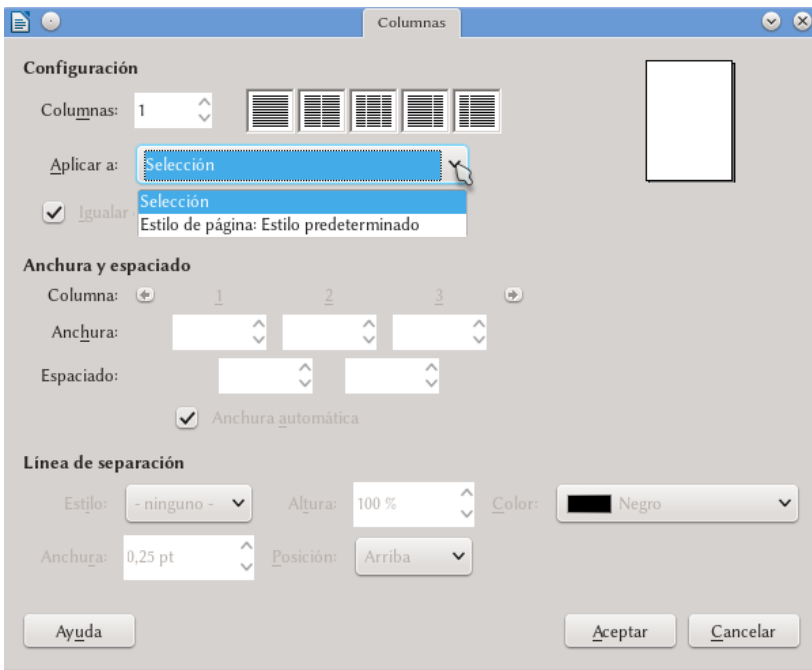 Columnas
Configuración
Columnas: 1
Aplicar a: Selección
Selección
Igualar
Estilo de página: Estilo predeterminado
Anchura y espaciado
Columna: 1 2 3
Anchura:
Espaciado:
Anchura automática
Línea de separación
Estilo: - ninguno - Altura: 100 % Color: Negro
Anchura: 0,25 pt Posición: Arriba
Ayuda Aceptar Cancelar